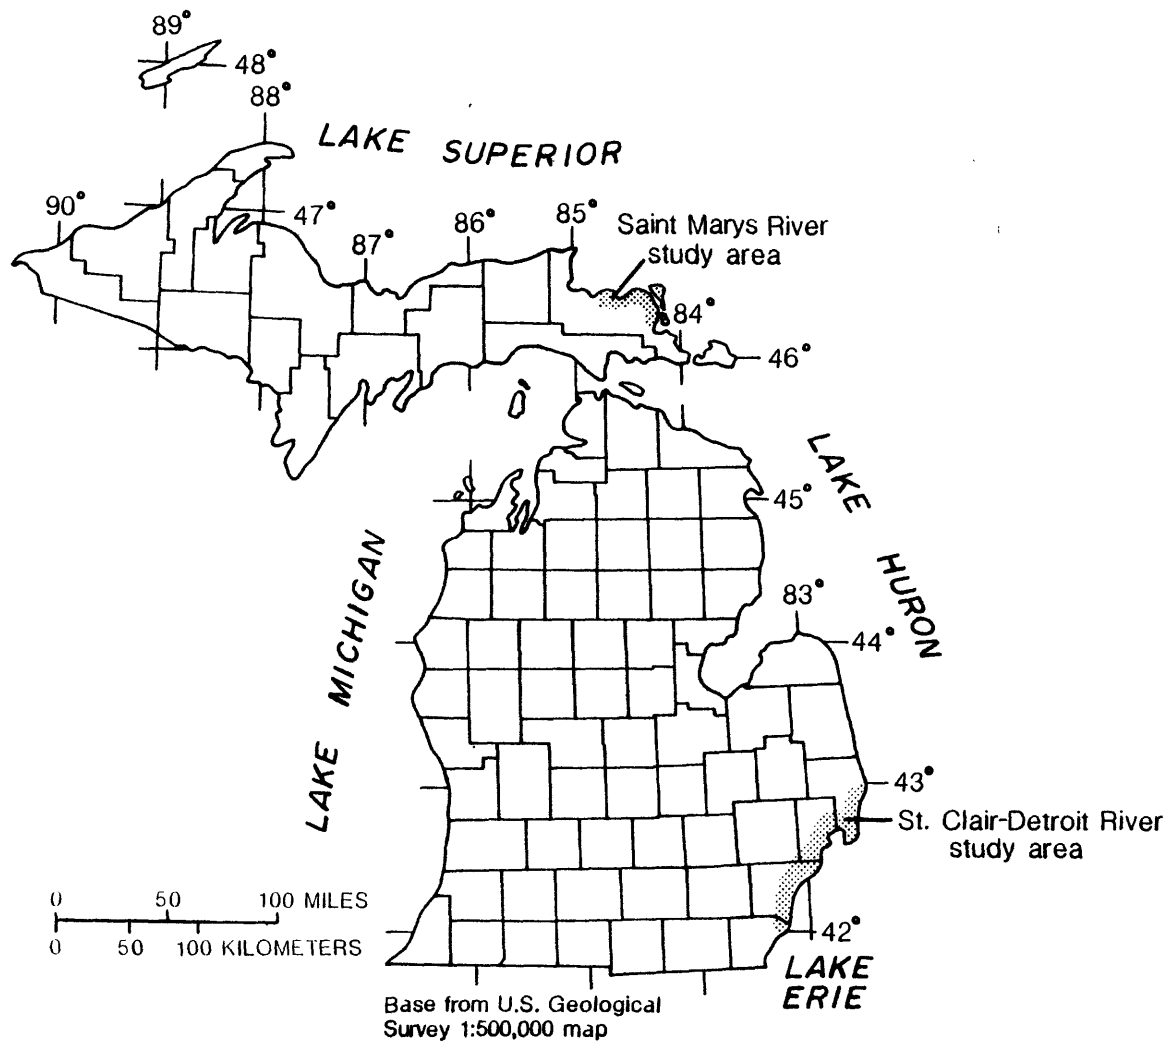 89°
48°
88°
LAKE SUPERIOR
90°
47°
87°
86°
85°
Saint Marys River
study area
84°
46°
LAKE HURON
45°
LAKE MICHIGAN
83°
44°
43°
St. Clair-Detroit River
study area
0 50 100 MILES
0 50 100 KILOMETERS
42°
LAKE
ERIE
Base from U.S. Geological
Survey 1:500,000 map